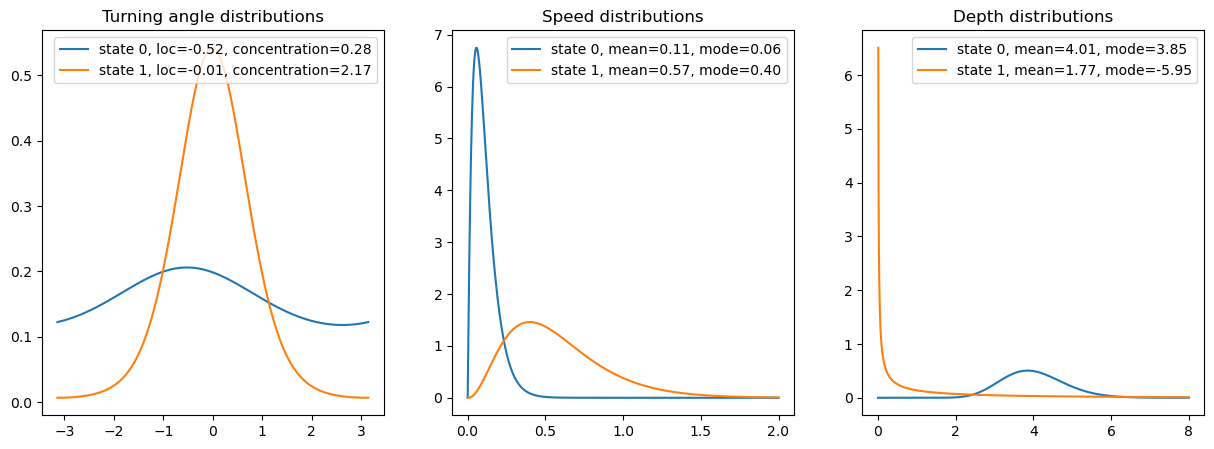 Turning angle distributions
state 0, loc=-0.52, concentration=0.28
state 1, loc=-0.01, concentration=2.17
0.5
0.4
0.3
0.2
0.1
0.0
−3 −2 −1 0 1 2 3
Speed distributions
state 0, mean=0.11, mode=0.06
state 1, mean=0.57, mode=0.40
7
6
5
4
3
2
1
0
0.0 0.5 1.0 1.5 2.0
Depth distributions
state 0, mean=4.01, mode=3.85
state 1, mean=1.77, mode=-5.95
6
5
4
3
2
1
0
0 2 4 6 8